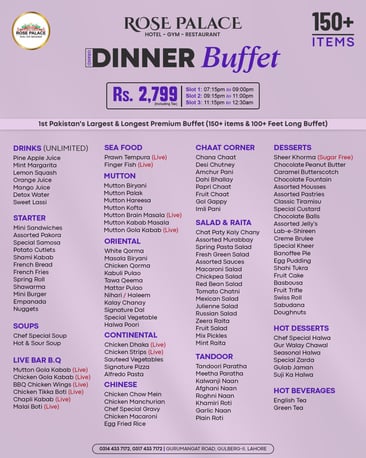 ROSE PALACE
ROSE PALACE
HOTEL - GYM - RESTAURANT
150+
ITEMS
DINNER Buffet
Rs. 2,799
(Including Tax)
Slot 1: 07:15pm to 09:00pm
Slot 2: 09:15pm to 11:00pm
Slot 3: 11:15pm to 12:30am
1st Pakistan's Largest & Longest Premium Buffet (150+ items & 100+ Feet Long Buffet)
DRINKS (UNLIMITED)
Pine Apple Juice
Mint Margarita
Lemon Squash
Orange Juice
Mango Juice
Detox Water
Sweet Lassi
STARTER
Mini Sandwiches
Assorted Pakora
Special Samosa
Potato Cutlets
Shami Kabab
French Bread
French Fries
Spring Roll
Shawarma
Mini Burger
Empanada
Nuggets
SOUPS
Chef Special Soup
Hot & Sour Soup
LIVE BAR B.Q
Mutton Gola Kabab (Live)
Chicken Gola Kabab (Live)
BBQ Chicken Wings (Live)
Chicken Tikka Boti (Live)
Chapli Kabab (Live)
Malai Boti (Live)
SEA FOOD
Prawn Tempura (Live)
Finger Fish (Live)
MUTTON
Mutton Biryani
Mutton Palak
Mutton Hareesa
Mutton Kofta
Mutton Brain Masala (Live)
Mutton Kabab Masala
Mutton Gola Kabab (Live)
ORIENTAL
White Qorma
Masala Biryani
Chicken Qorma
Kabuli Pulao
Tawa Qeema
Mattar Pulao
Nihari / Haleem
Kalay Chanay
Signature Dal
Special Vegetable
Halwa Poori
CONTINENTAL
Chicken Dhaka (Live)
Chicken Strips (Live)
Sauteed Vegetables
Signature Pizza
Alfredo Pasta
CHINESE
Chicken Chow Mein
Chicken Manchurian
Chef Special Gravy
Chicken Macaroni
Egg Fried Rice
CHAAT CORNER
Chana Chaat
Desi Chutney
Amchur Pani
Dahi Bhallay
Papri Chaat
Fruit Chaat
Gol Gappy
Imli Pani
SALAD & RAITA
Chat Paty Kaly Chany
Assorted Murabbay
Spring Pasta Salad
Fresh Green Salad
Assorted Sauces
Macaroni Salad
Chickpea Salad
Red Bean Salad
Tomato Chatni
Mexican Salad
Julienne Salad
Russian Salad
Zeera Raita
Fruit Salad
Mix Pickles
Mint Raita
TANDOOR
Tandoori Paratha
Meetha Paratha
Kalwanji Naan
Afghani Naan
Roghni Naan
Khamiri Roti
Garlic Naan
Plain Roti
DESSERTS
Sheer Khorma (Sugar Free)
Chocolate Peanut Butter
Caramel Butterscotch
Chocolate Fountain
Assorted Mousses
Assorted Pastries
Classic Tiramisu
Special Custard
Chocolate Balls
Assorted Jelly's
Lab-e-Shireen
Creme Brulee
Special Kheer
Banoffee Pie
Egg Pudding
Shahi Tukra
Fruit Cake
Basbousa
Fruit Trifle
Swiss Roll
Sabudana
Doughnuts
HOT DESSERTS
Chef Special Halwa
Gur Walay Chawal
Seasonal Halwa
Special Zarda
Gulab Jaman
Suji Ka Halwa
HOT BEVERAGES
English Tea
Green Tea
0314 433 7172, 0317 433 7172 | GURUMANGAT ROAD, GULBERG-II, LAHORE